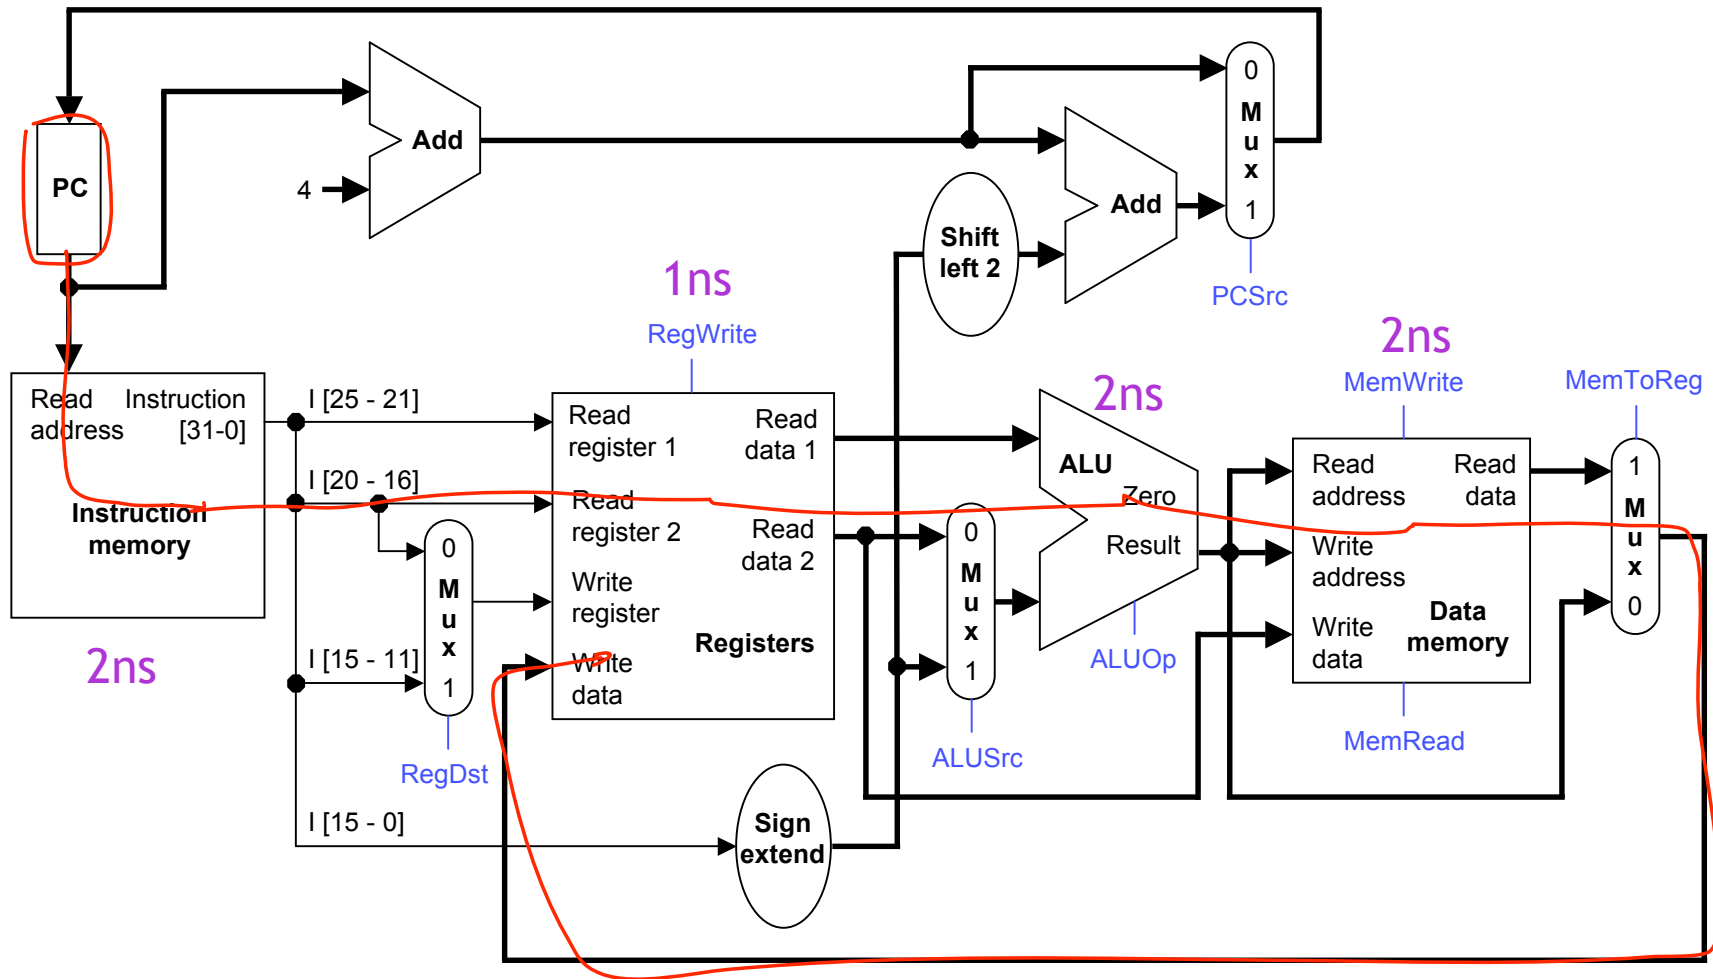 0
M
u
x
1
Add
PC
4
Add
Shift
left 2
PCSrc
1ns
RegWrite
2ns
MemWrite
MemToReg
2ns
Read
address
Instruction
[31-0]
Instruction
memory
2ns
I [25 - 21]
I [20 - 16]
I [15 - 11]
I [15 - 0]
0
M
u
x
1
RegDst
Read
register 1
Read
data 1
Read
register 2
Read
data 2
Write
register
Registers
Write
data
Sign
extend
0
M
u
x
1
ALUSrc
ALU
Zero
Result
ALUOp
Read
address
Read
data
Write
address
Data
memory
Write
data
MemRead
1
M
u
x
0